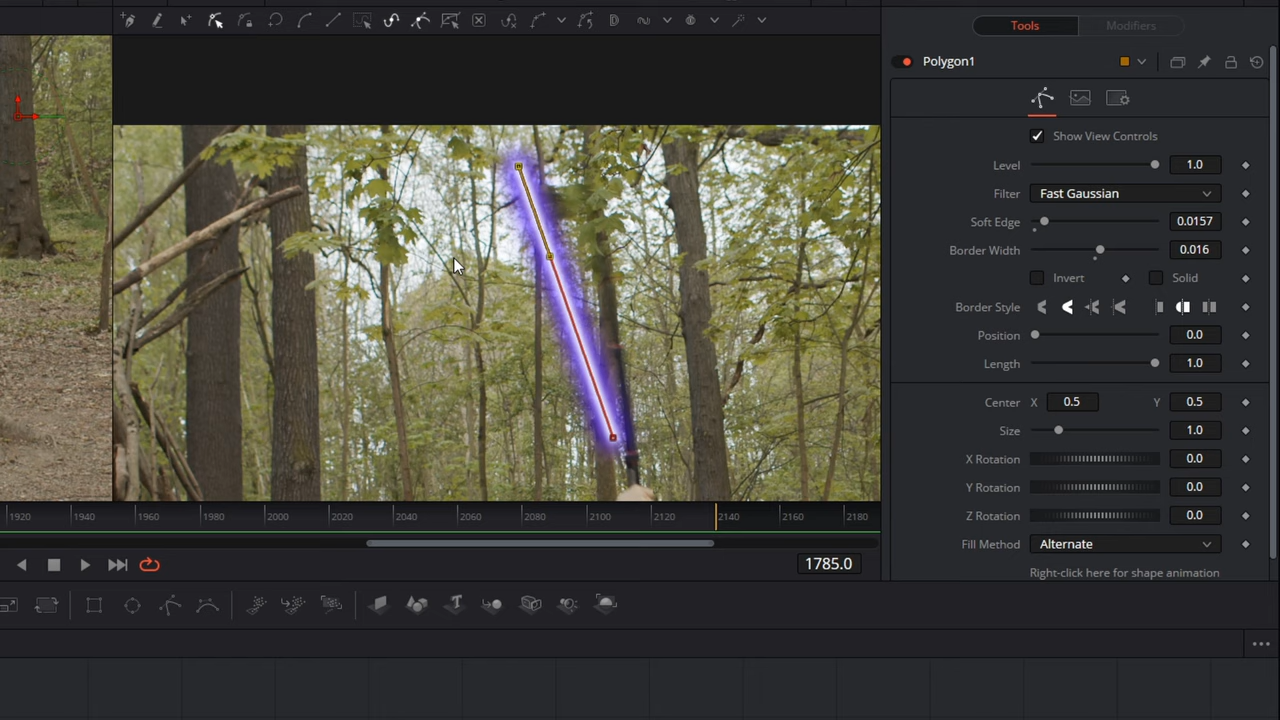 Tools Modifiers
Polygon1
Show View Controls
Level 1.0
Filter Fast Gaussian
Soft Edge 0.0157
Border Width 0.016
Invert Solid
Border Style
Position 0.0
Length 1.0
Center X 0.5 Y 0.5
Size 1.0
X Rotation 0.0
Y Rotation 0.0
Z Rotation 0.0
Fill Method Alternate
Right-click here for shape animation
1920 1940 1960 1980 2000 2020 2040 2060 2080 2100 2120 2140 2160 2180
1785.0